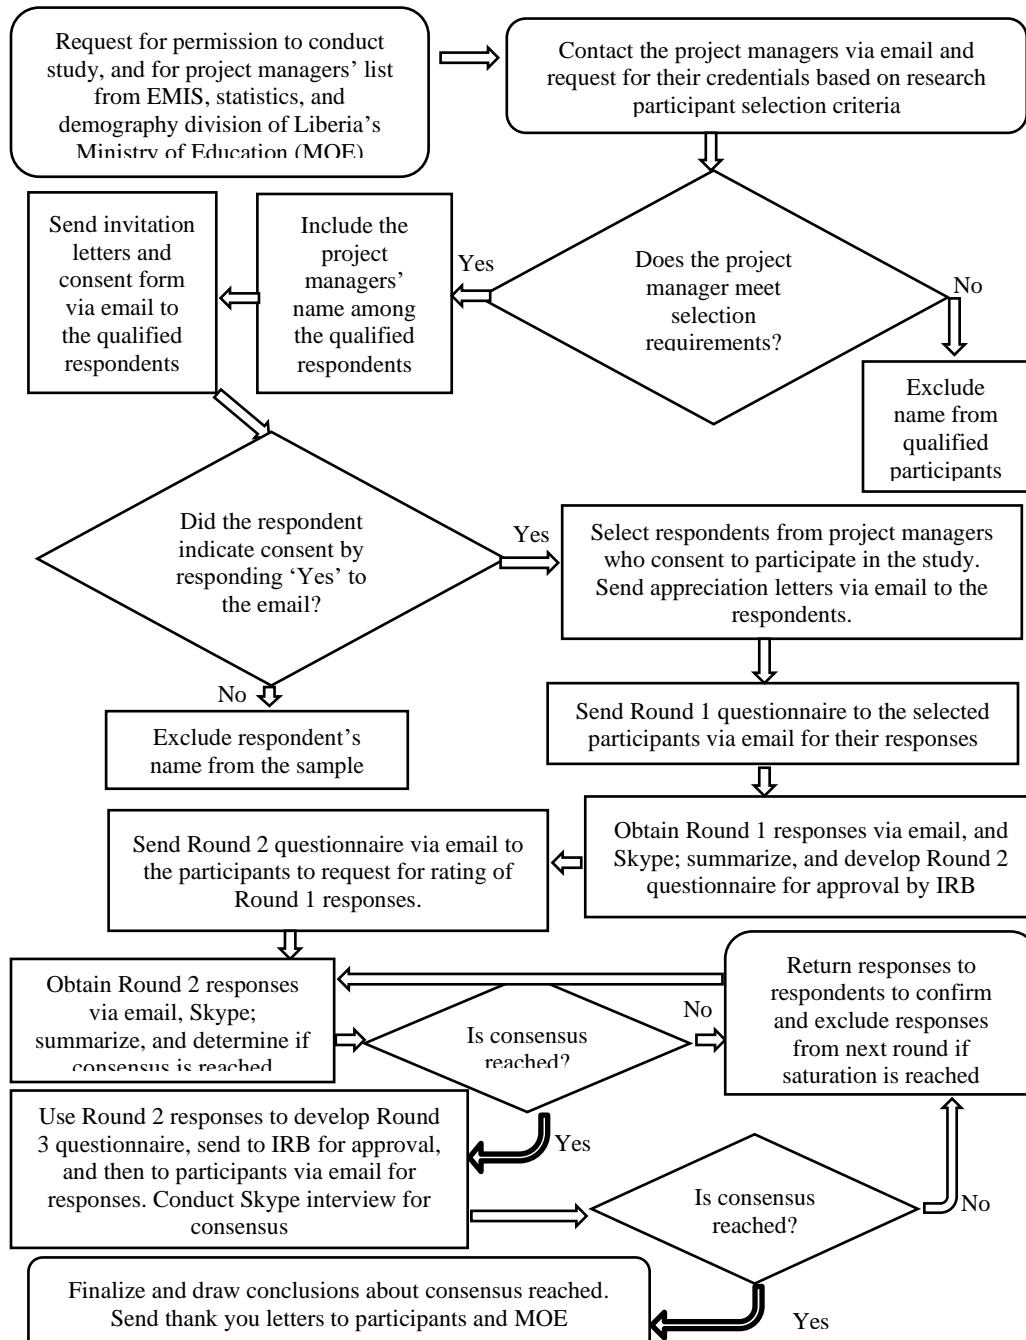 Request for permission to conduct
study, and for project managers' list
from EMIS, statistics, and
demography division of Liberia's
Ministry of Education (MOE)
Contact the project managers via email and
request for their credentials based on research
participant selection criteria
Send invitation
letters and
consent form
via email to
the qualified
respondents
Include the
project
managers'
name among
the qualified
respondents
Yes
Does the project
manager meet
selection
requirements?
No
Exclude
name from
qualified
participants
Did the respondent
indicate consent by
responding 'Yes' to
the email?
Yes
Select respondents from project managers
who consent to participate in the study.
Send appreciation letters via email to the
respondents.
No
Exclude respondent's
name from the sample
Send Round 1 questionnaire to the selected
participants via email for their responses
Obtain Round 1 responses via email, and
Skype; summarize, and develop Round 2
questionnaire for approval by IRB
Send Round 2 questionnaire via email to
the participants to request for rating of
Round 1 responses.
Obtain Round 2 responses
via email, Skype;
summarize, and determine if
consensus is reached
Is consensus
reached?
No
Return responses to
respondents to confirm
and exclude responses
from next round if
saturation is reached
Yes
Use Round 2 responses to develop Round
3 questionnaire, send to IRB for approval,
and then to participants via email for
responses. Conduct Skype interview for
consensus
Is consensus
reached?
No
Yes
Finalize and draw conclusions about consensus reached.
Send thank you letters to participants and MOE